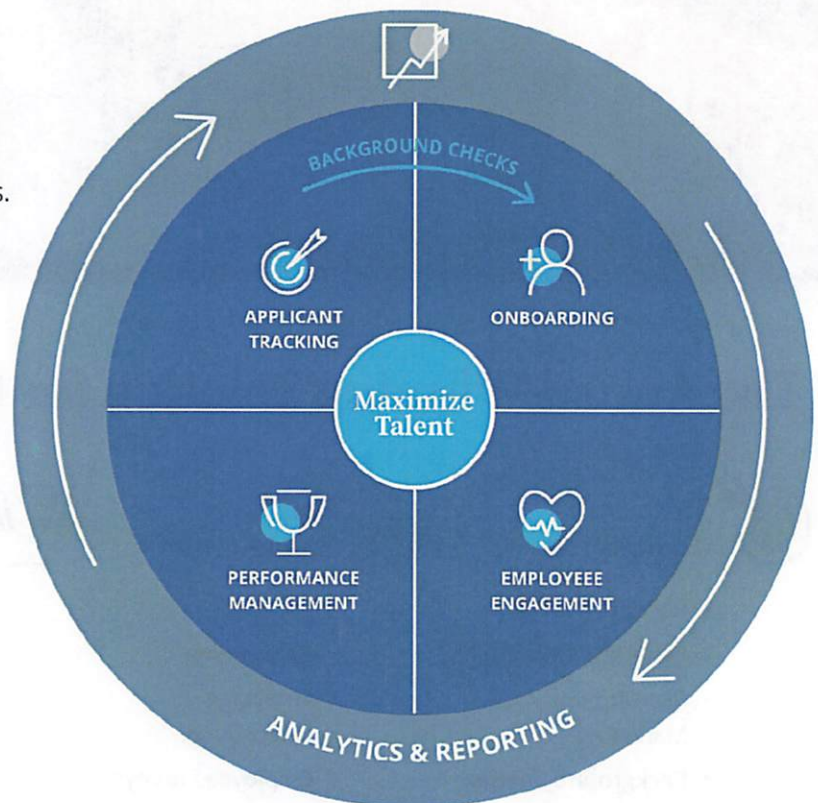 s.
BACKGROUND CHECKS
APPLICANT
TRACKING
ONBOARDING
Maximize
Talent
PERFORMANCE
MANAGEMENT
EMPLOYEEE
ENGAGEMENT
ANALYTICS & REPORTING